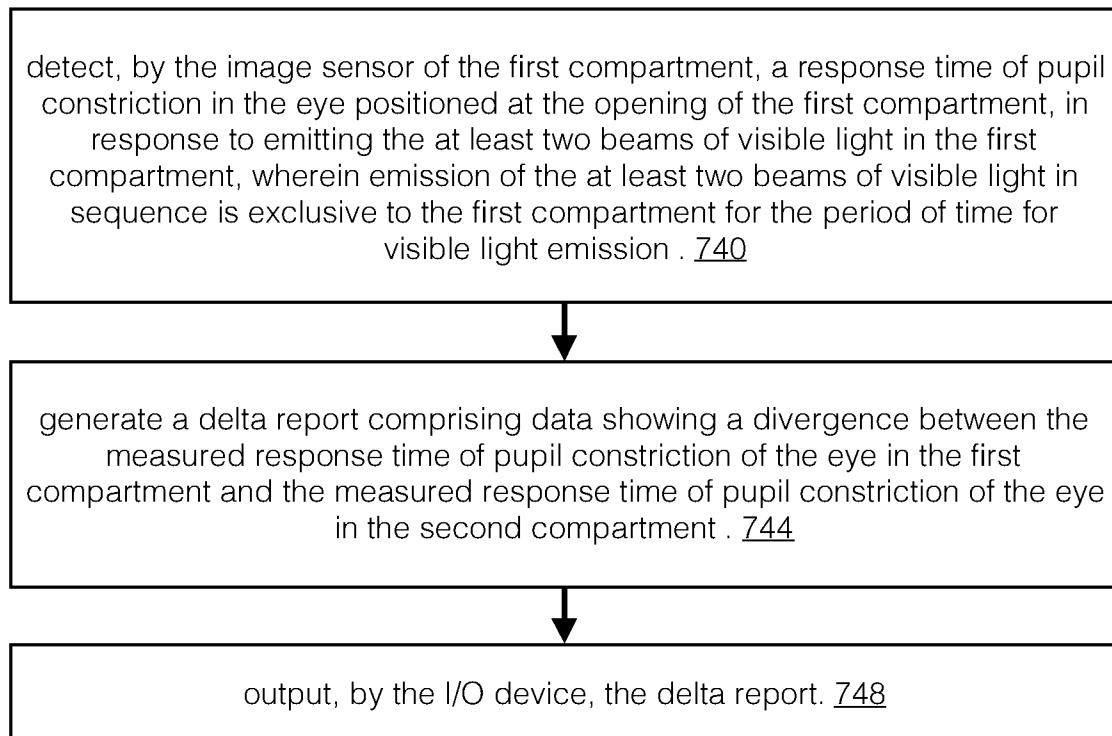 detect, by the image sensor of the first compartment, a response time of pupil
constriction in the eye positioned at the opening of the first compartment, in
response to emitting the at least two beams of visible light in the first
compartment, wherein emission of the at least two beams of visible light in
sequence is exclusive to the first compartment for the period of time for
visible light emission . 740
generate a delta report comprising data showing a divergence between the
measured response time of pupil constriction of the eye in the first
compartment and the measured response time of pupil constriction of the eye
in the second compartment . 744
output, by the I/O device, the delta report. 748